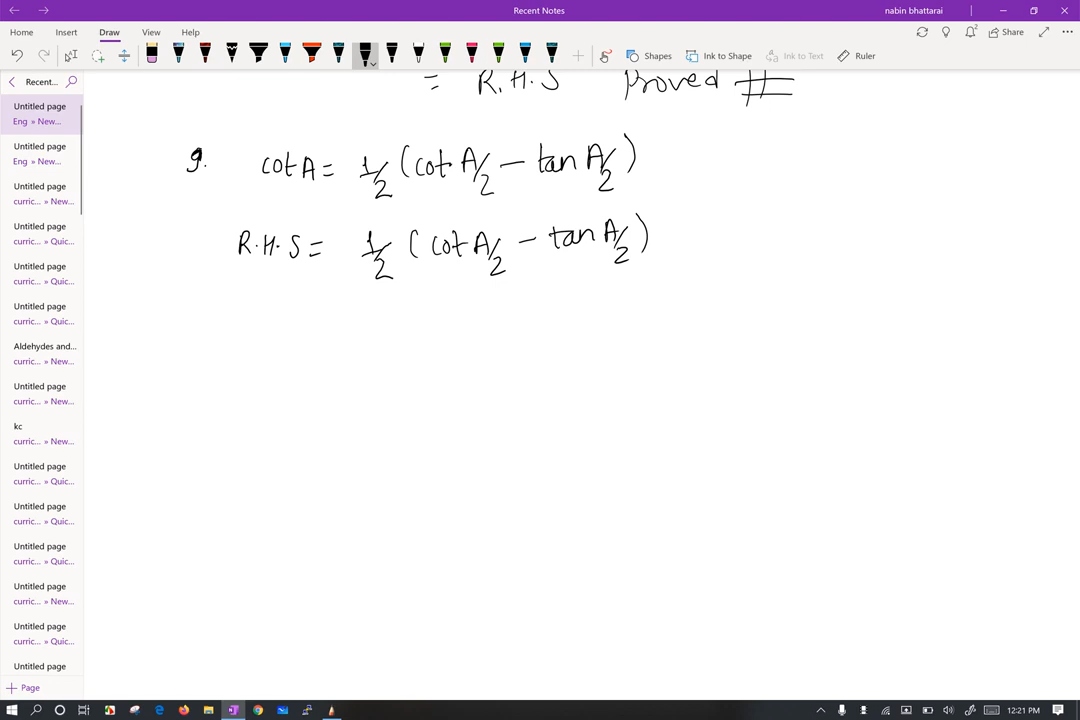 Recent Notes
nabin bhattarai
Home Insert Draw View Help
Share
Shapes Ink to Shape Ink to Text Ruler
Recent...
Untitled page
Eng » New...
Untitled page
Eng » New...
Untitled page
curric... » New...
Untitled page
curric... » Quic...
Untitled page
curric... » Quic...
Untitled page
curric... » Quic...
Aldehydes and...
curric... » New...
Untitled page
curric... » New...
kc
curric... » New...
Untitled page
curric... » Quic...
Untitled page
curric... » Quic...
Untitled page
curric... » Quic...
Untitled page
curric... » New...
Untitled page
curric... » Quic...
Untitled page
+ Page
= R.H.S Proved #
g. cot A = 1/2 (cot A/2 - tan A/2)
R.H.S = 1/2 (cot A/2 - tan A/2)
12:21 PM